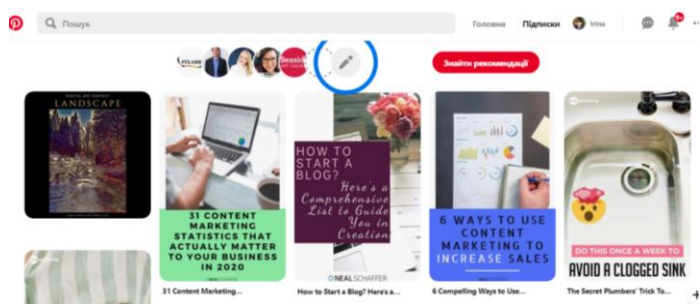 Пошук
Головна Підписки Irina 9+
Seaside
Знайти рекомендації
LANDSCAPE
31 CONTENT
MARKETING
STATISTICS THAT
ACTUALLY MATTER
TO YOUR BUSINESS
IN 2020
31 Content Marketing...
HOW TO
START A
BLOG?
Here's a
Comprehensive
List to Guide
You in
Creation
NEAL SCHAFFER
How to Start a Blog? Here's a...
6 WAYS TO USE
CONTENT
MARKETING TO
INCREASE SALES
6 Compelling Ways to Use...
DO THIS ONCE A WEEK TO
AVOID A CLOGGED SINK
The Secret Plumbers' Trick To...